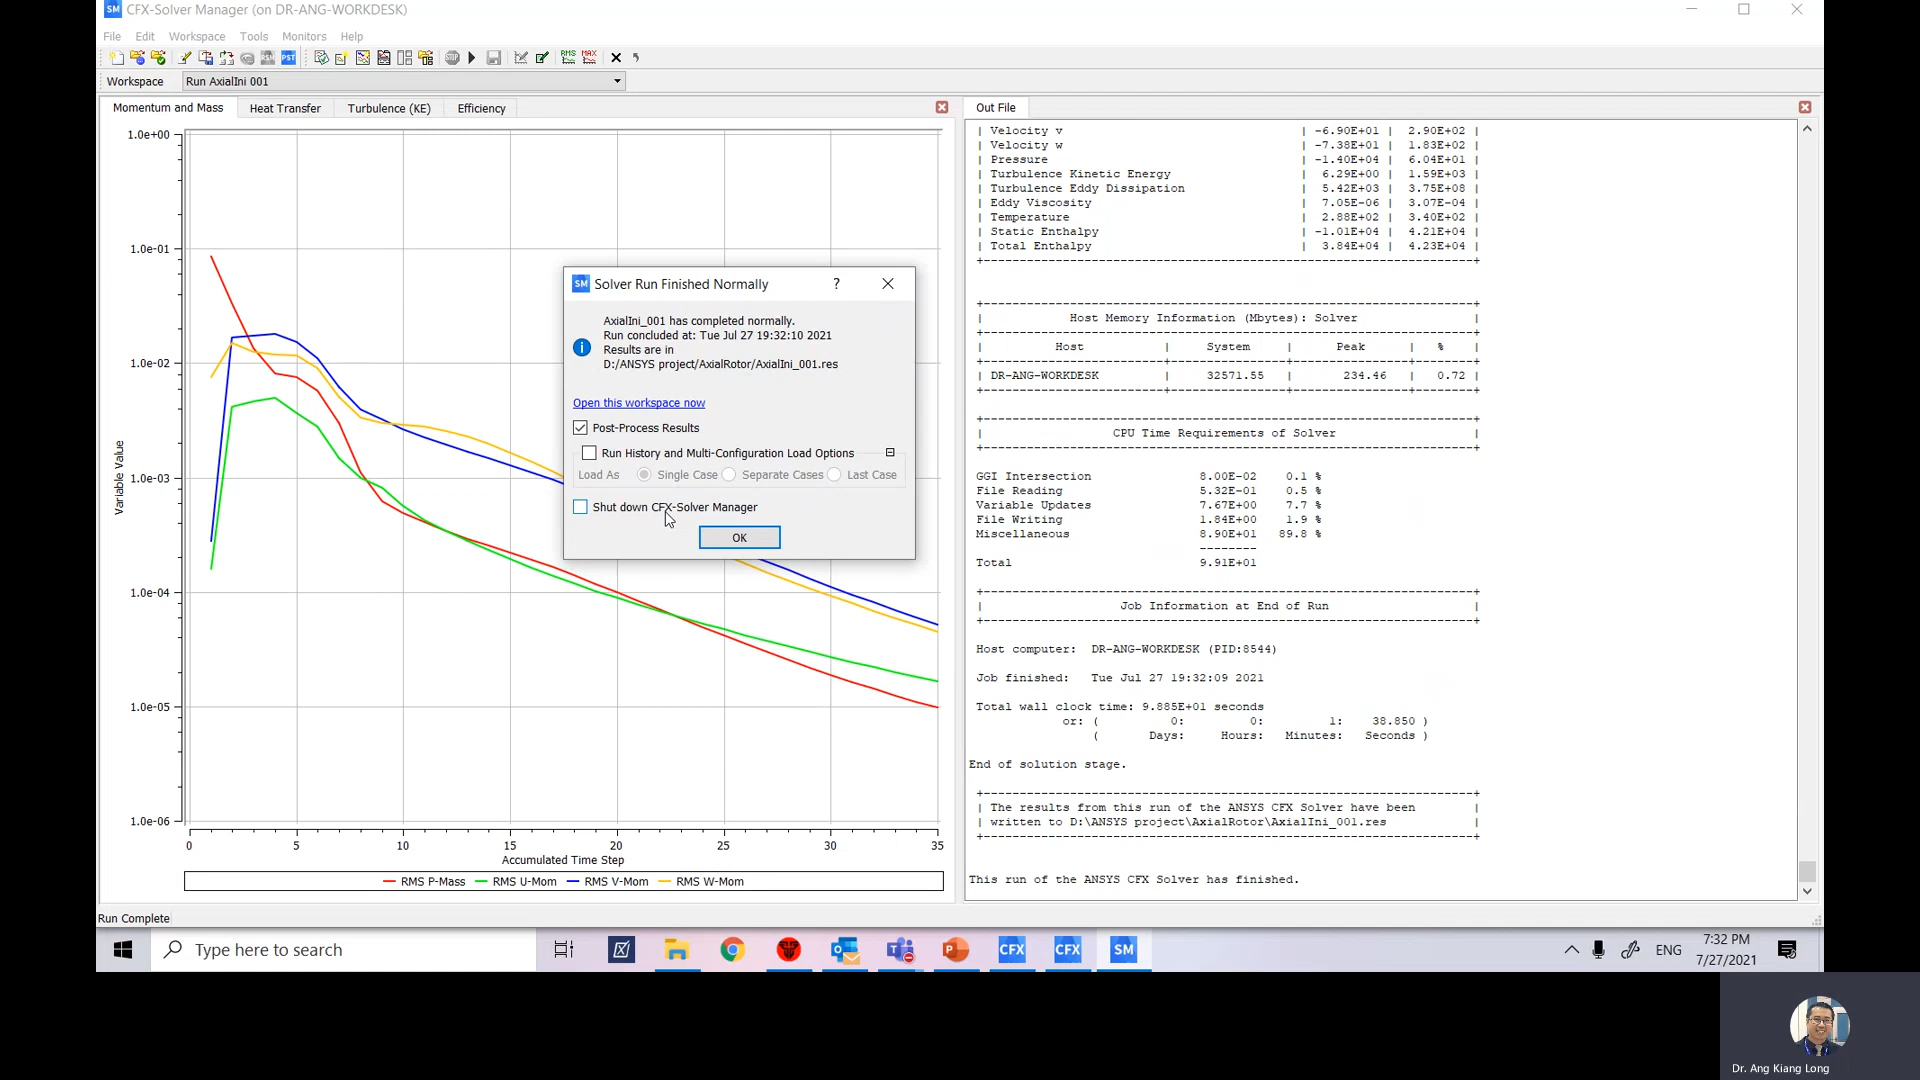 SM CFX-Solver Manager (on DR-ANG-WORKDESK)
File Edit Workspace Tools Monitors Help
RMS MAX
PST
STOP
Workspace Run AxialIni 001
Momentum and Mass Heat Transfer Turbulence (KE) Efficiency
Variable Value
1.0e+00
1.0e-01
1.0e-02
1.0e-03
1.0e-04
1.0e-05
1.0e-06
0 5 10 15 20 25 30 35
Accumulated Time Step
RMS P-Mass RMS U-Mom RMS V-Mom RMS W-Mom
SM Solver Run Finished Normally ?
AxialIni_001 has completed normally.
Run concluded at: Tue Jul 27 19:32:10 2021
Results are in
D:/ANSYS project/AxialRotor/AxialIni_001.res
Open this workspace now
Post-Process Results
Run History and Multi-Configuration Load Options
Load As Single Case Separate Cases Last Case
Shut down CFX-Solver Manager
OK
Out File
| Velocity v | -6.90E+01 | 2.90E+02 |
| Velocity w | -7.38E+01 | 1.83E+02 |
| Pressure | -1.40E+04 | 6.04E+01 |
| Turbulence Kinetic Energy | 6.29E+00 | 1.59E+03 |
| Turbulence Eddy Dissipation | 5.42E+03 | 3.75E+08 |
| Eddy Viscosity | 7.05E-06 | 3.07E-04 |
| Temperature | 2.88E+02 | 3.40E+02 |
| Static Enthalpy | -1.01E+04 | 4.21E+04 |
| Total Enthalpy | 3.84E+04 | 4.23E+04 |
| Host Memory Information (Mbytes): Solver |
| Host | System | Peak | % |
| DR-ANG-WORKDESK | 32571.55 | 234.46 | 0.72 |
| CPU Time Requirements of Solver |
GGI Intersection 8.00E-02 0.1 %
File Reading 5.32E-01 0.5 %
Variable Updates 7.67E+00 7.7 %
File Writing 1.84E+00 1.9 %
Miscellaneous 8.90E+01 89.8 %
--------
Total 9.91E+01
| Job Information at End of Run |
Host computer: DR-ANG-WORKDESK (PID:8544)
Job finished: Tue Jul 27 19:32:09 2021
Total wall clock time: 9.885E+01 seconds
or: ( 0: 0: 1: 38.850 )
( Days: Hours: Minutes: Seconds )
End of solution stage.
| The results from this run of the ANSYS CFX Solver have been |
| written to D:\ANSYS project\AxialRotor\AxialIni_001.res |
This run of the ANSYS CFX Solver has finished.
Run Complete
Type here to search
CFX CFX SM
ENG
7:32 PM
7/27/2021
Dr. Ang Kiang Long